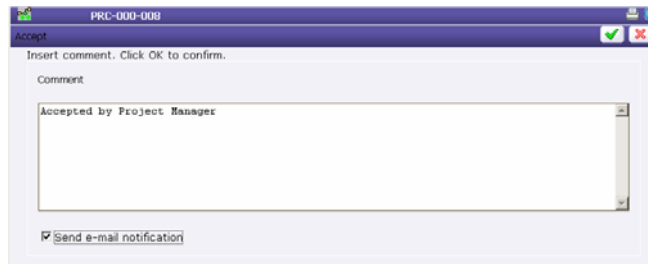 PRC-000-008
Accept
Insert comment. Click OK to confirm.
Comment
Accepted by Project Manager
Send e-mail notification